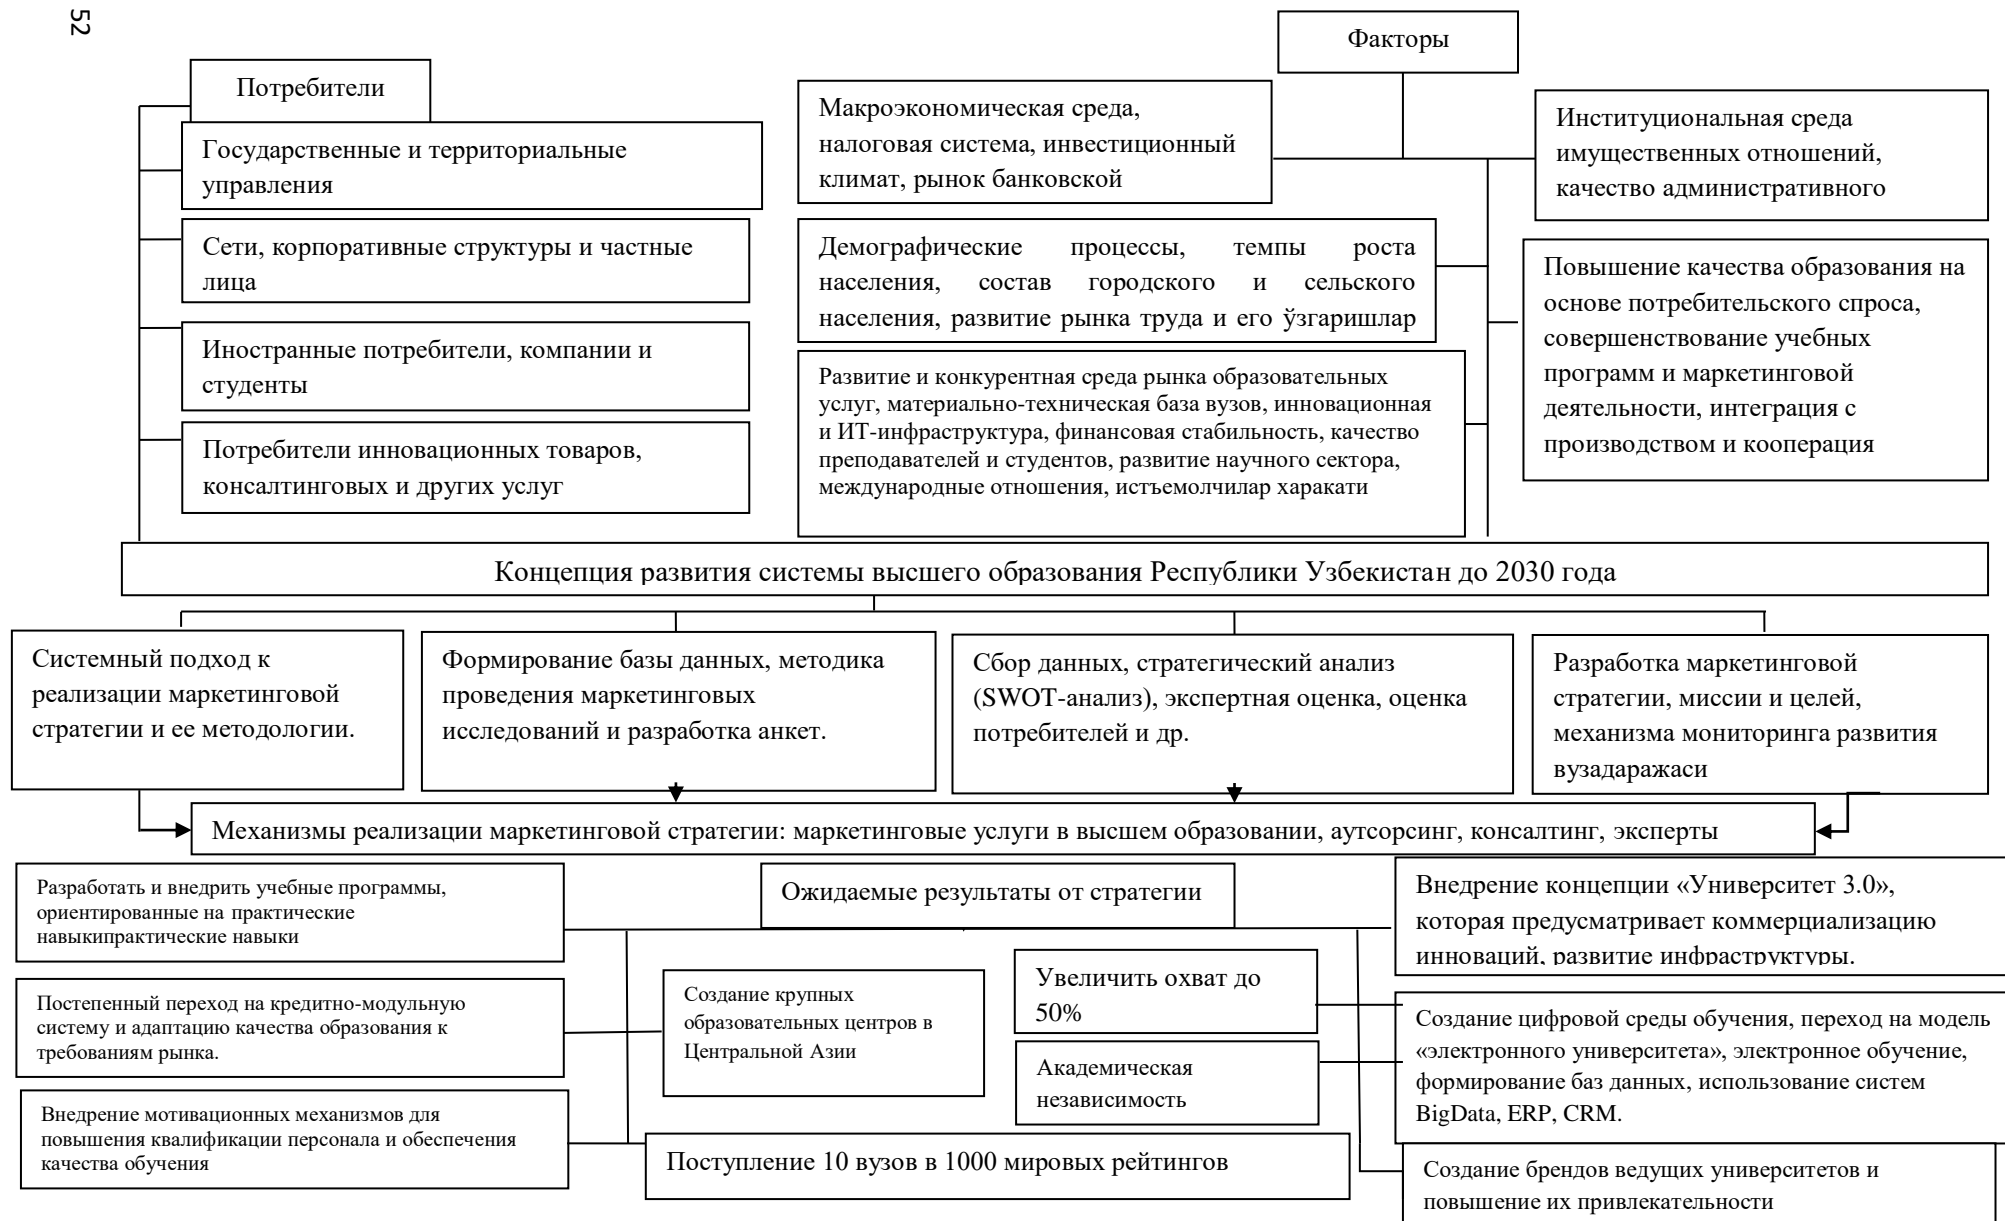 52
Факторы
Потребители
Государственные и территориальные
управления
Сети, корпоративные структуры и частные
лица
Иностранные потребители, компании и
студенты
Потребители инновационных товаров,
консалтинговых и других услуг
Макроэкономическая среда,
налоговая система, инвестиционный
климат, рынок банковской
Демографические процессы, темпы роста
населения, состав городского и сельского
населения, развитие рынка труда и его ўзгаришлар
Развитие и конкурентная среда рынка образовательных
услуг, материально-техническая база вузов, инновационная
и ИТ-инфраструктура, финансовая стабильность, качество
преподавателей и студентов, развитие научного сектора,
международные отношения, истъемолчилар харакати
Институциональная среда
имущественных отношений,
качество административного
Повышение качества образования на
основе потребительского спроса,
совершенствование учебных
программ и маркетинговой
деятельности, интеграция с
производством и кооперация
Концепция развития системы высшего образования Республики Узбекистан до 2030 года
Системный подход к
реализации маркетинговой
стратегии и ее методологии.
Формирование базы данных, методика
проведения маркетинговых
исследований и разработка анкет.
Сбор данных, стратегический анализ
(SWOT-анализ), экспертная оценка, оценка
потребителей и др.
Разработка маркетинговой
стратегии, миссии и целей,
механизма мониторинга развития
вузадаражаси
Механизмы реализации маркетинговой стратегии: маркетинговые услуги в высшем образовании, аутсорсинг, консалтинг, эксперты
Разработать и внедрить учебные программы,
ориентированные на практические
навыкипрактические навыки
Постепенный переход на кредитно-модульную
систему и адаптацию качества образования к
требованиям рынка.
Внедрение мотивационных механизмов для
повышения квалификации персонала и обеспечения
качества обучения
Ожидаемые результаты от стратегии
Создание крупных
образовательных центров в
Центральной Азии
Увеличить охват до
50%
Академическая
независимость
Поступление 10 вузов в 1000 мировых рейтингов
Внедрение концепции «Университет 3.0»,
которая предусматривает коммерциализацию
инноваций, развитие инфраструктуры.
Создание цифровой среды обучения, переход на модель
«электронного университета», электронное обучение,
формирование баз данных, использование систем
BigData, ERP, CRM.
Создание брендов ведущих университетов и
повышение их привлекательности